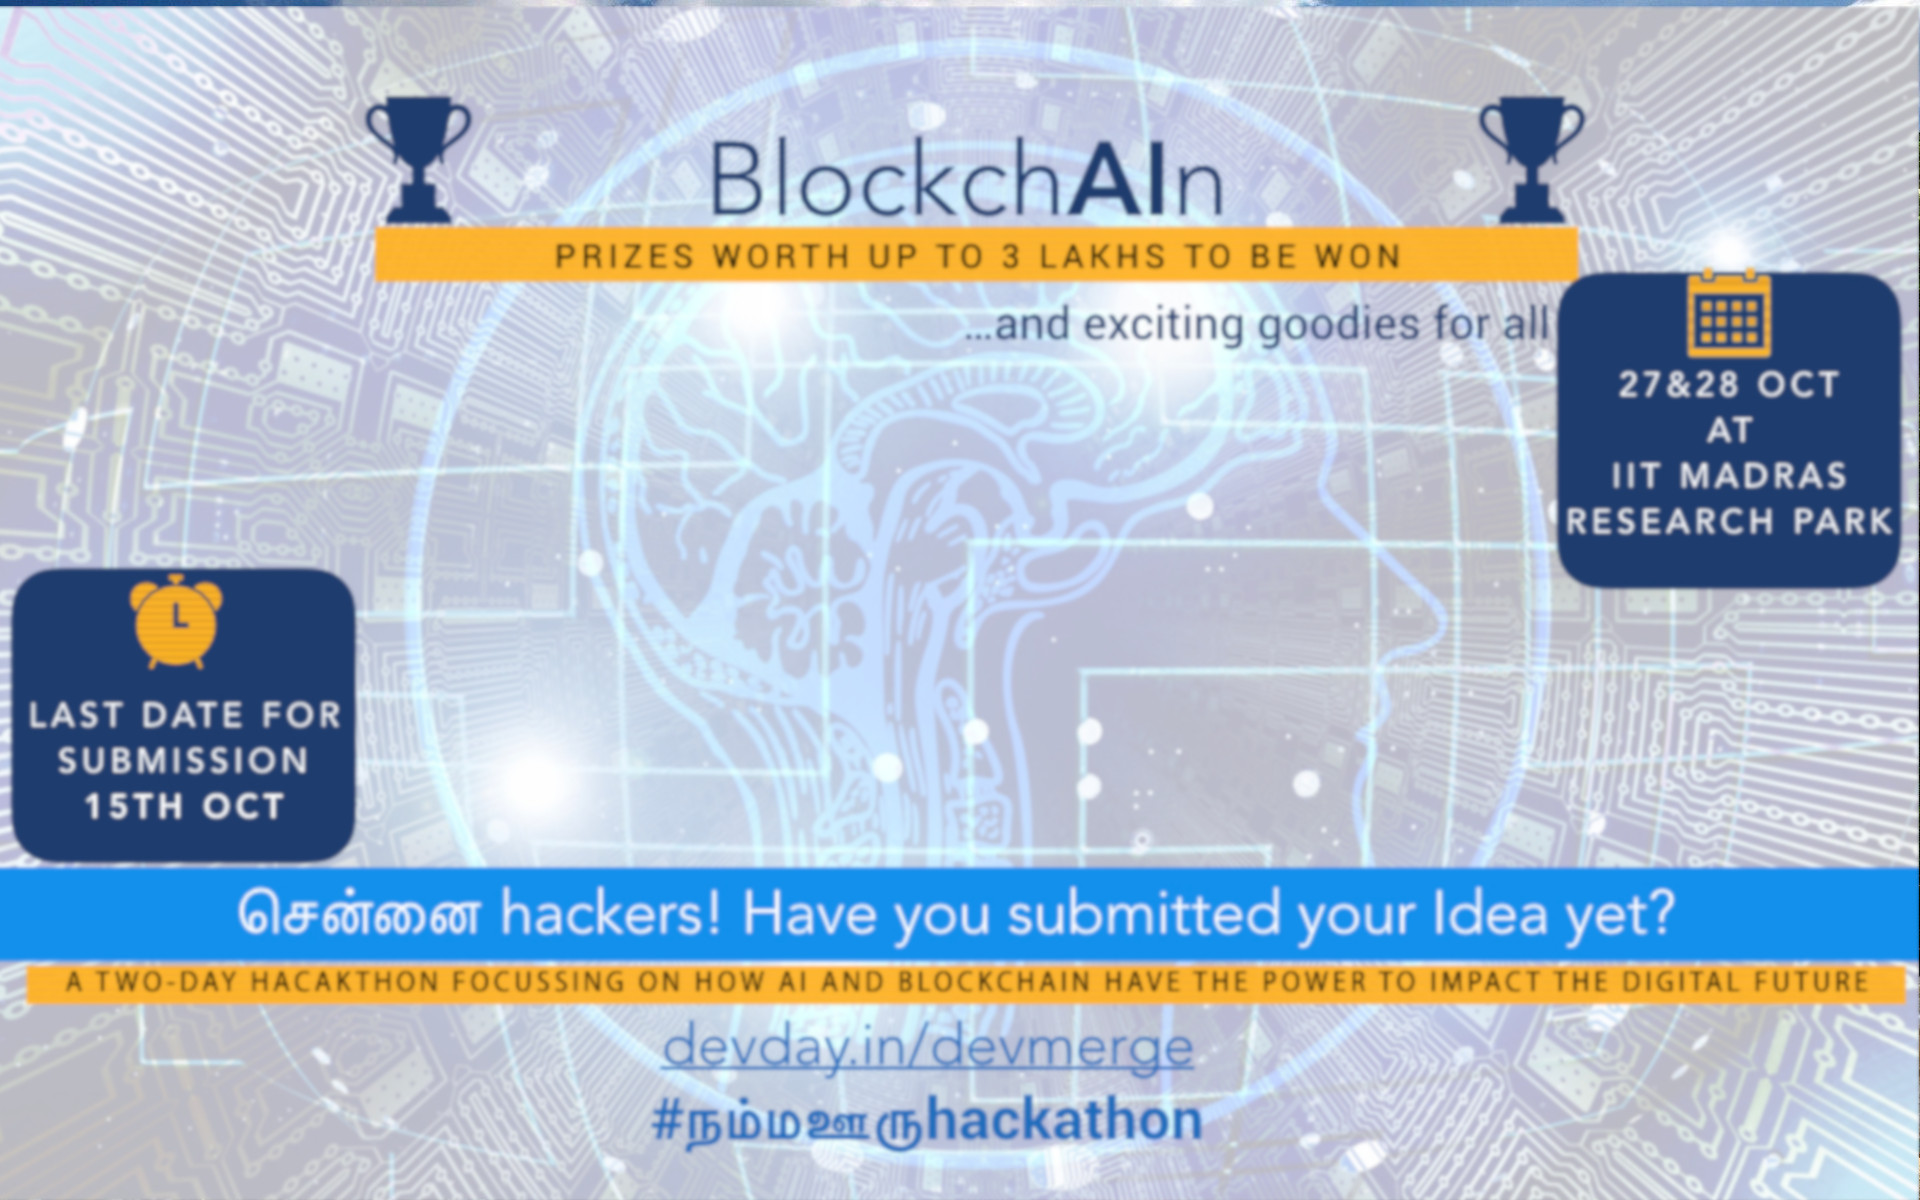 BlockchAIn
PRIZES WORTH UP TO 3 LAKHS TO BE WON
...and exciting goodies for all
27&28 OCT
AT
IIT MADRAS
RESEARCH PARK
LAST DATE FOR
SUBMISSION
15TH OCT
சென்னை hackers! Have you submitted your Idea yet?
A TWO-DAY HACAKTHON FOCUSSING ON HOW AI AND BLOCKCHAIN HAVE THE POWER TO IMPACT THE DIGITAL FUTURE
devday.in/devmerge
#நம்மஊருhackathon